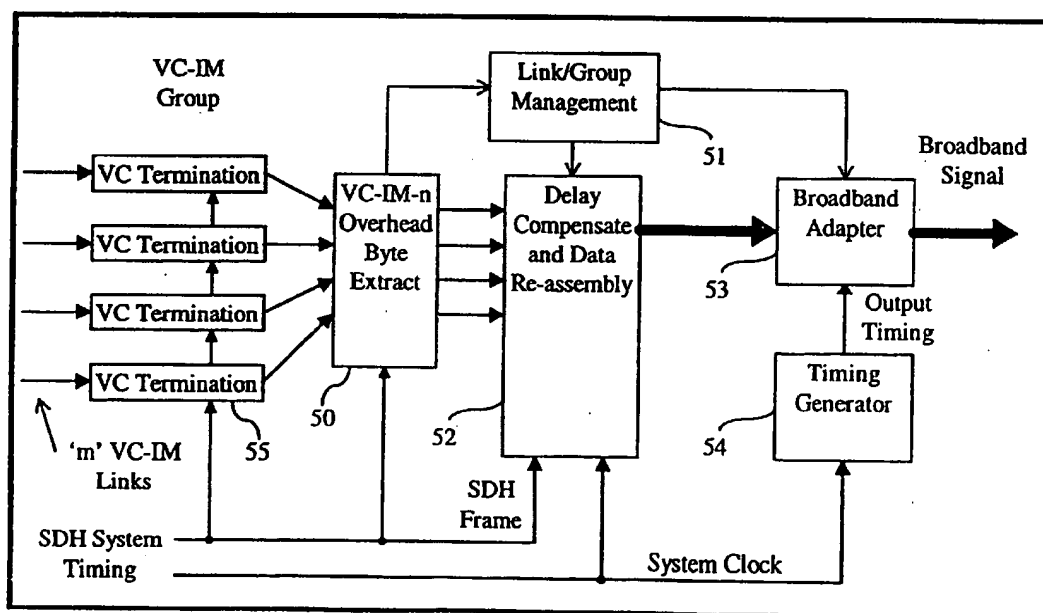 VC-IM
Group
Link/Group
Management
51
Broadband
Signal
VC Termination
VC Termination
VC Termination
VC Termination
55
VC-IM-n
Overhead
Byte
Extract
50
Delay
Compensate
and Data
Re-assembly
52
Broadband
Adapter
53
Output
Timing
Timing
Generator
54
'm' VC-IM
Links
SDH
Frame
SDH System
Timing
System Clock